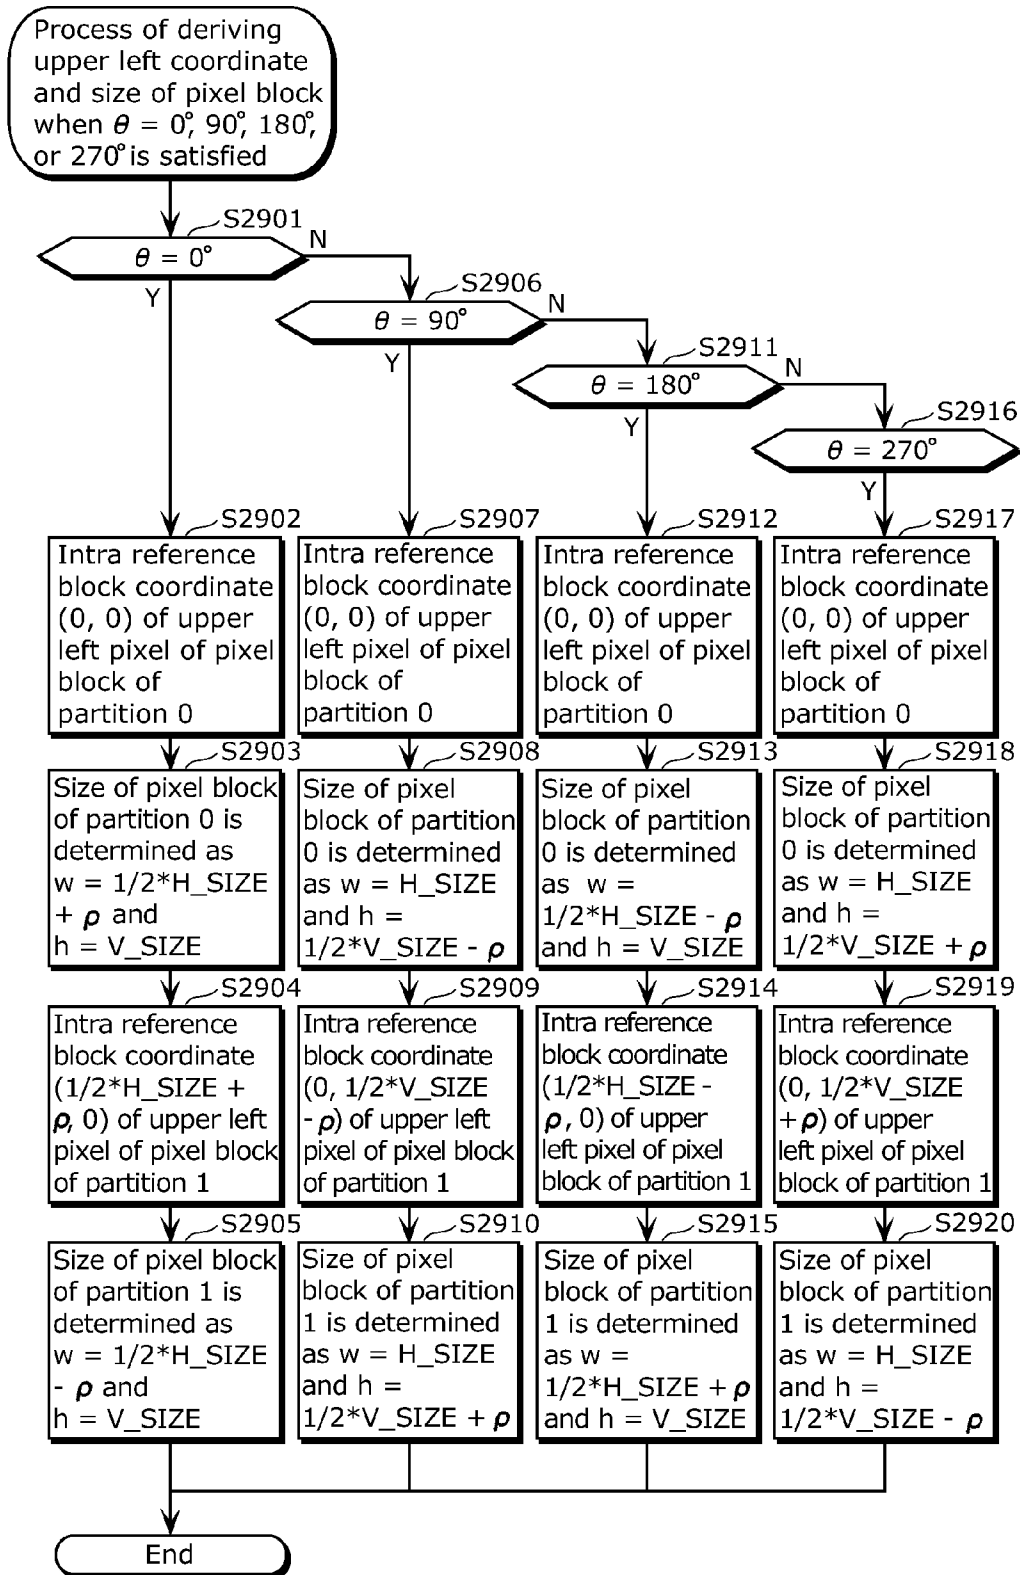 Process of deriving
upper left coordinate
and size of pixel block
when θ = 0°, 90°, 180°,
or 270° is satisfied
S2901
θ = 0°
N
Y
S2906
θ = 90°
N
Y
S2911
θ = 180°
N
Y
S2916
θ = 270°
Y
S2902
Intra reference
block coordinate
(0, 0) of upper
left pixel of pixel
block of
partition 0
S2903
Size of pixel block
of partition 0 is
determined as
w = 1/2*H_SIZE
+ ρ and
h = V_SIZE
S2904
Intra reference
block coordinate
(1/2*H_SIZE +
ρ, 0) of upper left
pixel of pixel block
of partition 1
S2905
Size of pixel block
of partition 1 is
determined as
w = 1/2*H_SIZE
- ρ and
h = V_SIZE
S2907
Intra reference
block coordinate
(0, 0) of upper
left pixel of pixel
block of
partition 0
S2908
Size of pixel
block of partition
0 is determined
as w = H_SIZE
and h =
1/2*V_SIZE - ρ
S2909
Intra reference
block coordinate
(0, 1/2*V_SIZE
- ρ) of upper left
pixel of pixel block
of partition 1
S2910
Size of pixel
block of partition
1 is determined
as w = H_SIZE
and h =
1/2*V_SIZE + ρ
S2912
Intra reference
block coordinate
(0, 0) of upper
left pixel of pixel
block of
partition 0
S2913
Size of pixel
block of partition
0 is determined
as w =
1/2*H_SIZE - ρ
and h = V_SIZE
S2914
Intra reference
block coordinate
(1/2*H_SIZE -
ρ, 0) of upper
left pixel of pixel
block of partition 1
S2915
Size of pixel
block of partition
1 is determined
as w =
1/2*H_SIZE + ρ
and h = V_SIZE
S2917
Intra reference
block coordinate
(0, 0) of upper
left pixel of pixel
block of
partition 0
S2918
Size of pixel
block of partition
0 is determined
as w = H_SIZE
and h =
1/2*V_SIZE + ρ
S2919
Intra reference
block coordinate
(0, 1/2*V_SIZE
+ ρ) of upper
left pixel of pixel
block of partition 1
S2920
Size of pixel
block of partition
1 is determined
as w = H_SIZE
and h =
1/2*V_SIZE - ρ
End